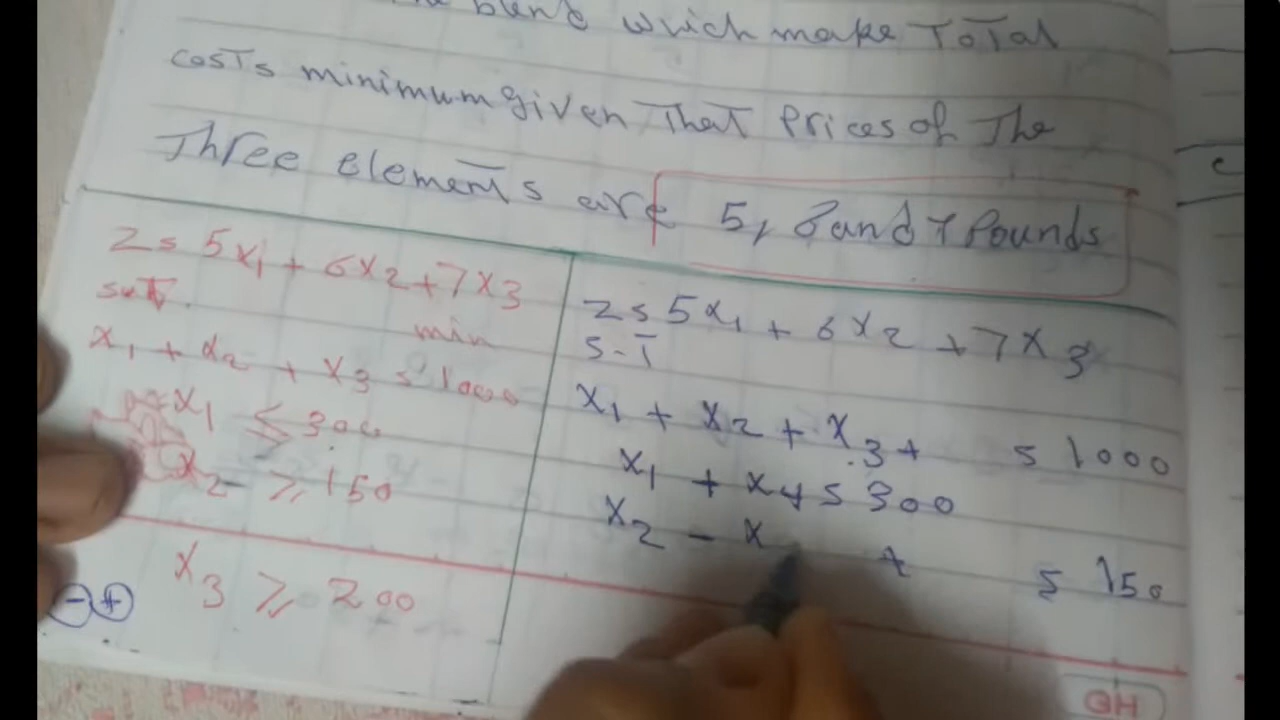 blend which make Total
costs minimum given That Prices of The
Three elements are 5, 6 and 7 Pounds
Z = 5x1 + 6x2 + 7x3
S.T. min
x1 + x2 + x3 = 1000
x1 ≤ 300
x2 ≥ 150
x3 ≥ 200
- +
Z = 5x1 + 6x2 + 7x3
S-T
x1 + x2 + x3 + = 1000
x1 + x4 = 300
x2 - x + = 150
GH